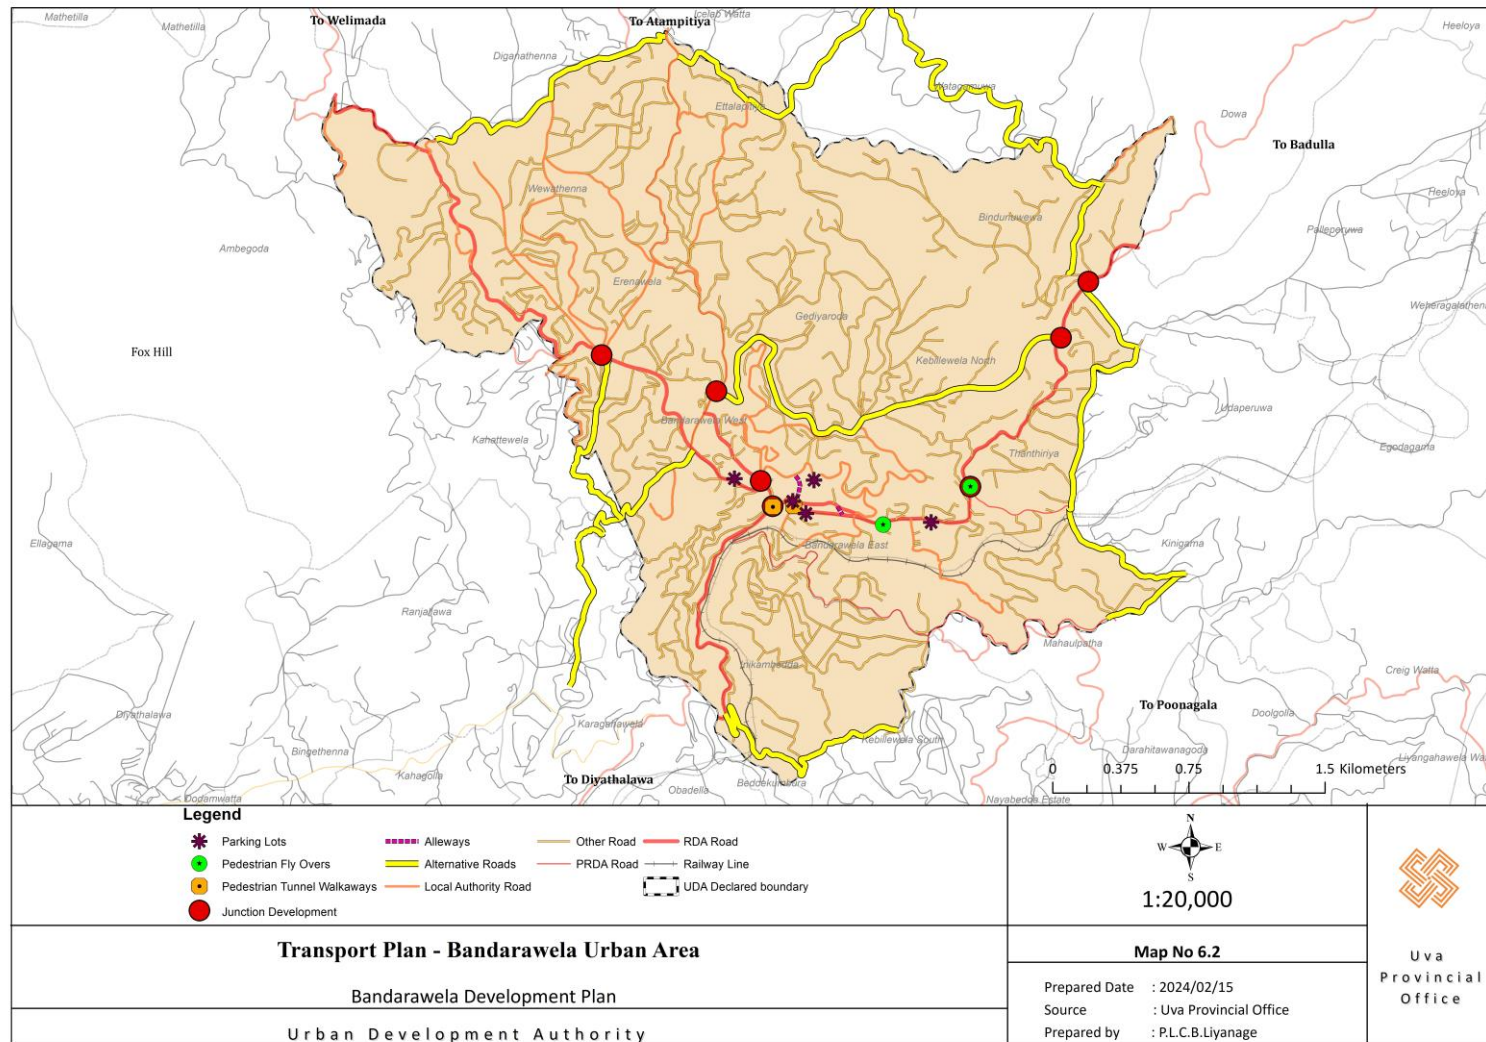 Mathetilla
To Welimada
To Atampitiya
Icelab Watta
Heeloya
Mathetilla
Diganathenna
Watagamuwa
Ettalapitiya
Dowa
To Badulla
Wewathenna
Bindunuwewa
Heeloya
Palleperuwa
Ambegoda
Erenawela
Gediyaroda
Weheragalathenna
Fox Hill
Kebillewela North
Bandarawela West
Udaperuwa
Kahattewela
Thanthiriya
Egodagama
Ellagama
Bandarawela East
Kinigama
Ranjallawa
Mahaulpatha
Inikambedda
Creig Watta
Diyathalawa
Karagahawela
To Poonagala
Doolgolla
Bingethenna
Kebillewela South
Darahitawanagoda
Liyangahawela Wa
Kahagolla
To Diyathalawa
0 0.375 0.75 1.5 Kilometers
Dodamwatta
Obadella
Beddekumbura
Nayabedda Estate
Legend
Parking Lots
Alleways
Other Road
RDA Road
Pedestrian Fly Overs
Alternative Roads
PRDA Road
Railway Line
Pedestrian Tunnel Walkaways
Local Authority Road
UDA Declared boundary
Junction Development
N
W E
S
1:20,000
Transport Plan - Bandarawela Urban Area
Bandarawela Development Plan
Urban Development Authority
Map No 6.2
Prepared Date : 2024/02/15
Source : Uva Provincial Office
Prepared by : P.L.C.B.Liyanage
Uva
Provincial
Office